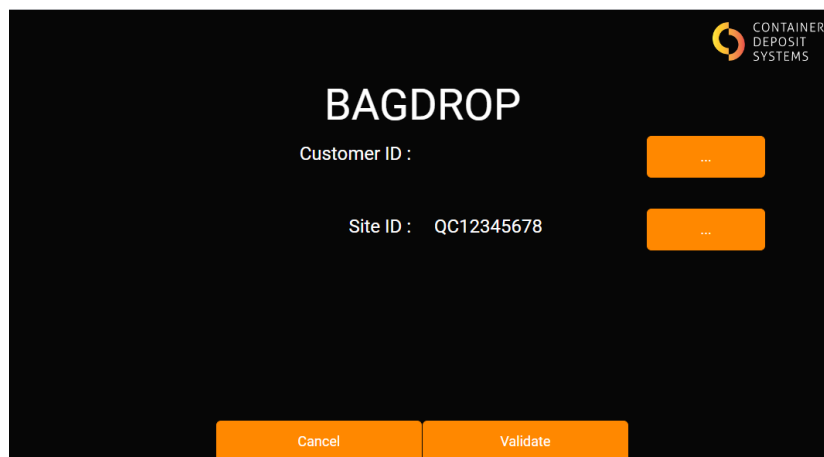 CONTAINER
DEPOSIT
SYSTEMS
BAGDROP
Customer ID :
...
Site ID : QC12345678
...
Cancel
Validate